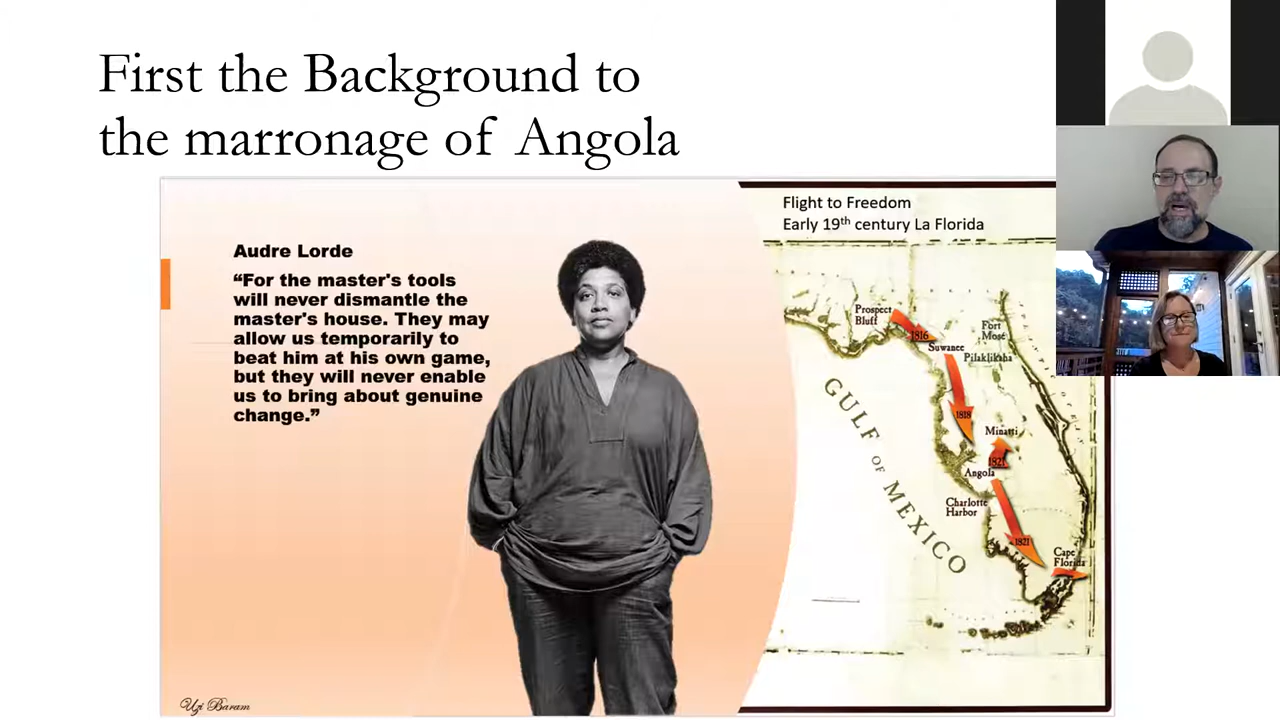 First the Background to
the marronage of Angola
Audre Lorde
“For the master's tools
will never dismantle the
master's house. They may
allow us temporarily to
beat him at his own game,
but they will never enable
us to bring about genuine
change.”
Uzi Baram
Flight to Freedom
Early 19th century La Florida
Prospect
Bluff
1816
Suwanee
Fort
Mosé
Pilaklikaha
1818
Minatti
1821
Angola
Charlotte
Harbor
1821
Cape
Florida
GULF OF MEXICO